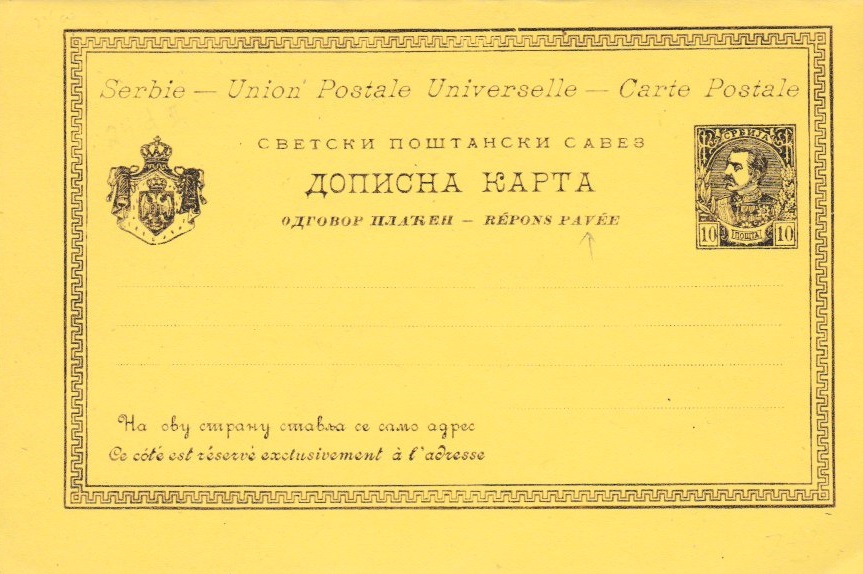 Serbie — Union Postale Universelle — Carte Postale
СВЕТСКИ ПОШТАНСКИ САВЕЗ
ДОПИСНА КАРТА
ОДГОВОР ПЛАЋЕН — RÉPONS PAVÉE
СРБИЈА
10 ПОШТА 10
На ову страну ставља се само адрес
Ce côté est réservé exclusivement à l'adresse